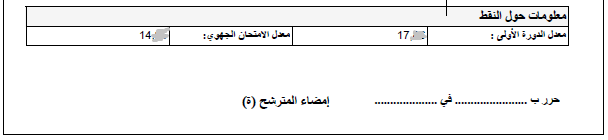 معلومات حول النقط
معدل الدورة الأولى : 17, معدل الامتحان الجهوي: 14
حرر ب ....................... في ....................
إمضاء المترشح (ة)